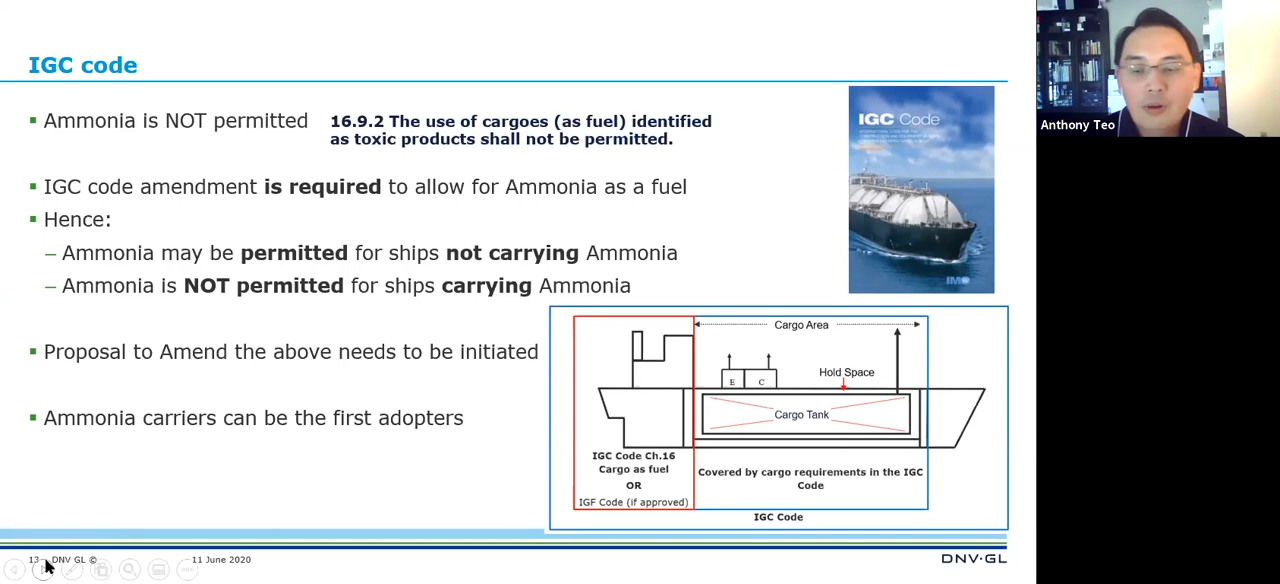 IGC code
Ammonia is NOT permitted
16.9.2 The use of cargoes (as fuel) identified
as toxic products shall not be permitted.
IGC code amendment is required to allow for Ammonia as a fuel
Hence:
– Ammonia may be permitted for ships not carrying Ammonia
– Ammonia is NOT permitted for ships carrying Ammonia
Proposal to Amend the above needs to be initiated
Ammonia carriers can be the first adopters
IGC Code
IMO
Cargo Area
Hold Space
E
C
Cargo Tank
IGC Code Ch.16
Cargo as fuel
OR
IGF Code (if approved)
Covered by cargo requirements in the IGC
Code
IGC Code
13
DNV GL ©
11 June 2020
DNV·GL
Anthony Teo